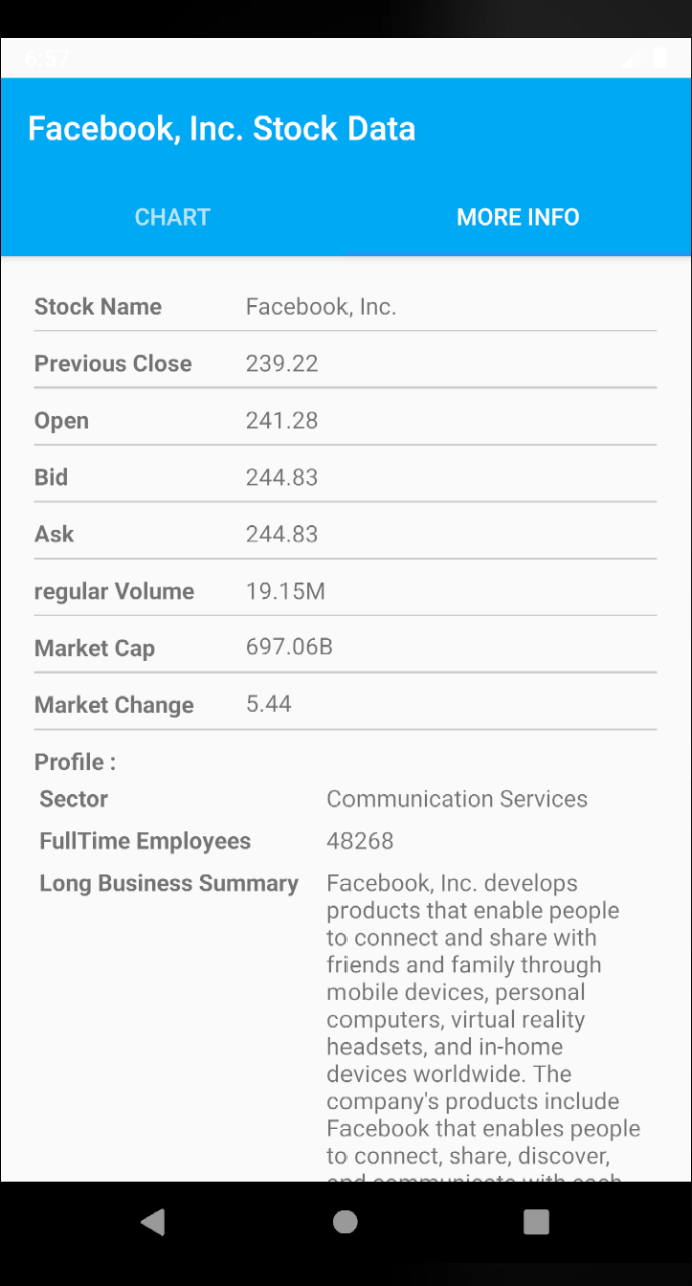 6:57
Facebook, Inc. Stock Data
CHART MORE INFO
Stock Name Facebook, Inc.
Previous Close 239.22
Open 241.28
Bid 244.83
Ask 244.83
regular Volume 19.15M
Market Cap 697.06B
Market Change 5.44
Profile :
Sector Communication Services
FullTime Employees 48268
Long Business Summary Facebook, Inc. develops
products that enable people
to connect and share with
friends and family through
mobile devices, personal
computers, virtual reality
headsets, and in-home
devices worldwide. The
company's products include
Facebook that enables people
to connect, share, discover,
and communicate with each